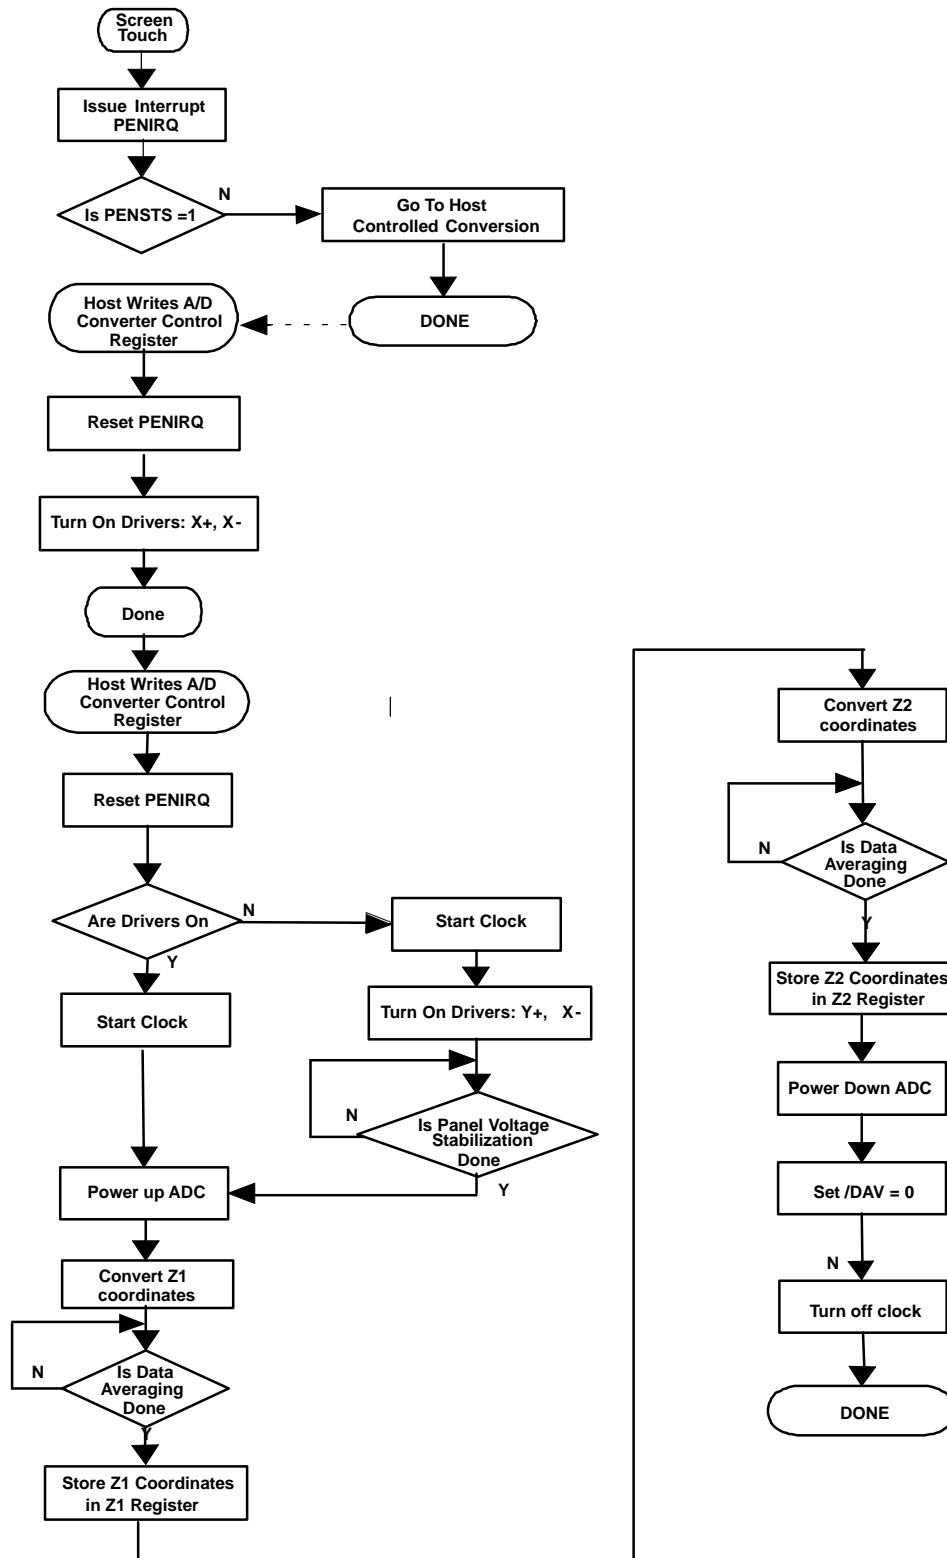 Screen
Touch
Issue Interrupt
PENIRQ
Is PENSTS =1
N
Go To Host
Controlled Conversion
DONE
Host Writes A/D
Converter Control
Register
Reset PENIRQ
Turn On Drivers: X+, X-
Done
Host Writes A/D
Converter Control
Register
Reset PENIRQ
Are Drivers On
N
Y
Start Clock
Start Clock
Turn On Drivers: Y+, X-
N
Is Panel Voltage
Stabilization
Done
Y
Power up ADC
Convert Z1
coordinates
N
Is Data
Averaging
Done
Y
Store Z1 Coordinates
in Z1 Register
Convert Z2
coordinates
N
Is Data
Averaging
Done
Y
Store Z2 Coordinates
in Z2 Register
Power Down ADC
Set /DAV = 0
N
Turn off clock
DONE